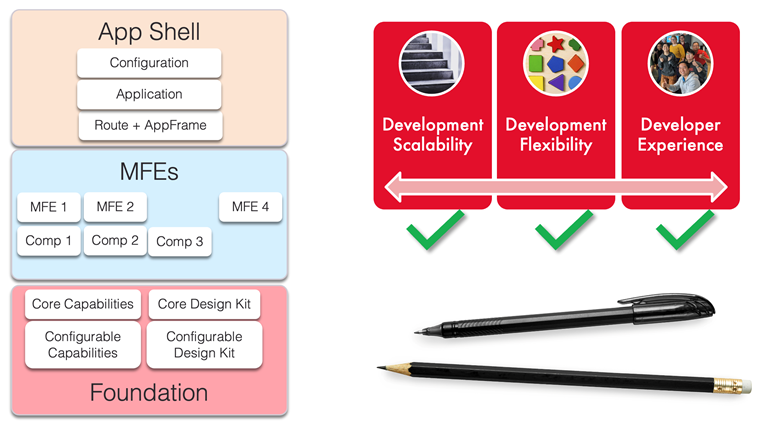 App Shell
Configuration
Application
Route + AppFrame
MFEs
MFE 1
MFE 2
MFE 4
Comp 1
Comp 2
Comp 3
Core Capabilities
Core Design Kit
Configurable
Capabilities
Configurable
Design Kit
Foundation
Development
Scalability
Development
Flexibility
Developer
Experience